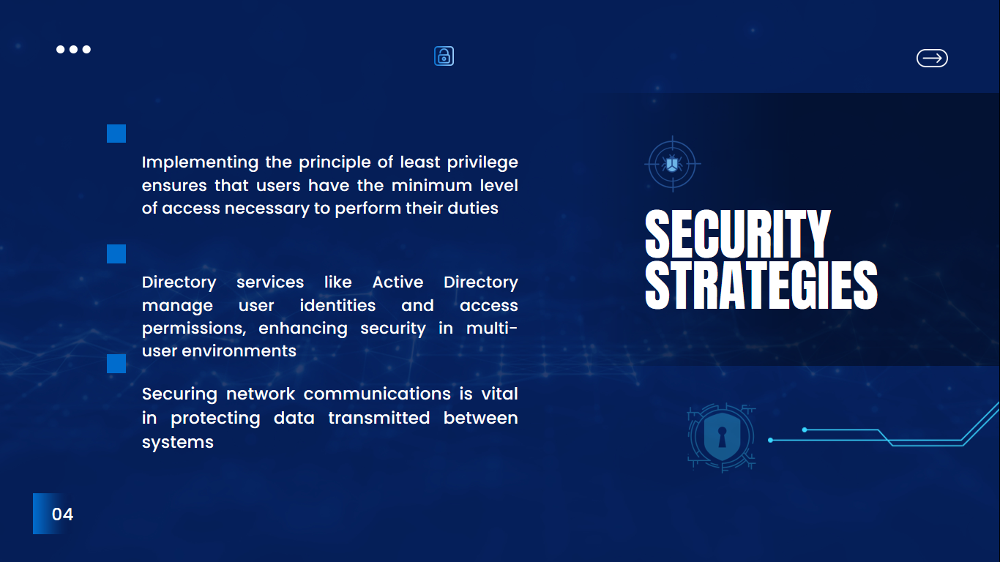 Implementing the principle of least privilege
ensures that users have the minimum level
of access necessary to perform their duties
Directory services like Active Directory
manage user identities and access
permissions, enhancing security in multi-
user environments
Securing network communications is vital
in protecting data transmitted between
systems
SECURITY
STRATEGIES
04